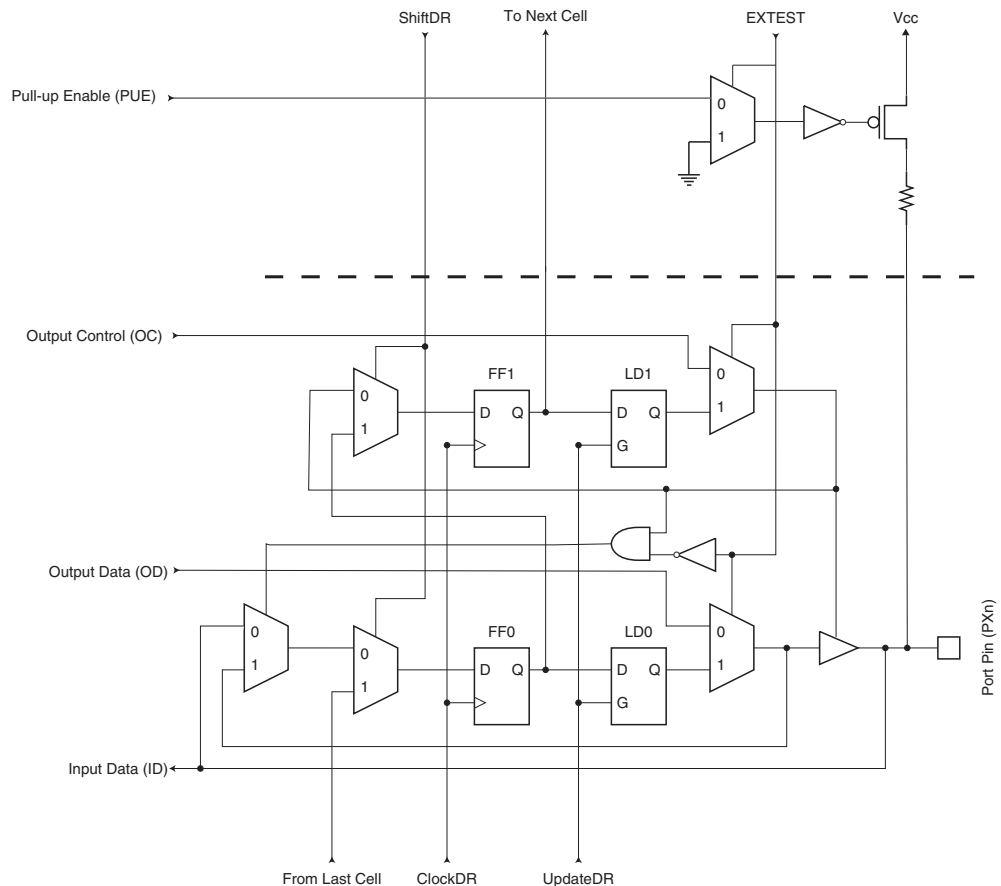 ShiftDR
To Next Cell
EXTEST
Vcc
Pull-up Enable (PUE)
0
1
Output Control (OC)
FF1
LD1
0
1
0
1
D Q
D Q
G
Output Data (OD)
FF0
LD0
0
1
0
1
0
1
D Q
D Q
G
Port Pin (PXn)
Input Data (ID)
From Last Cell
ClockDR
UpdateDR